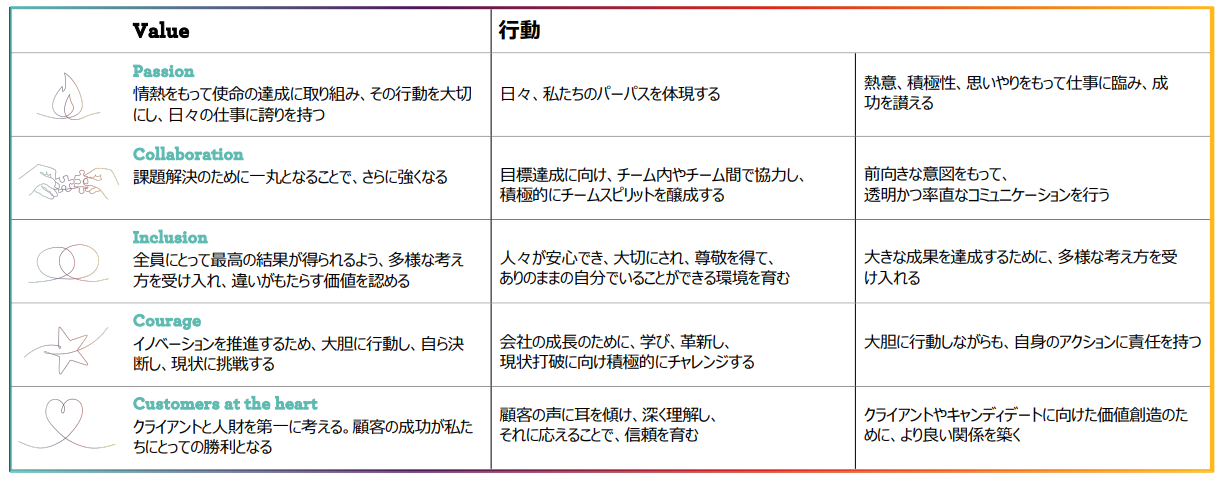 Value
行動
Passion
情熱をもって使命の達成に取り組み、その行動を大切
にし、日々の仕事に誇りを持つ
日々、私たちのパーパスを体現する
熱意、積極性、思いやりをもって仕事に臨み、成
功を讃える
Collaboration
課題解決のために一丸となることで、さらに強くなる
目標達成に向け、チーム内やチーム間で協力し、
積極的にチームスピリットを醸成する
前向きな意図をもって、
透明かつ率直なコミュニケーションを行う
Inclusion
全員にとって最高の結果が得られるよう、多様な考え
方を受け入れ、違いがもたらす価値を認める
人々が安心でき、大切にされ、尊敬を得て、
ありのままの自分でいることができる環境を育む
大きな成果を達成するために、多様な考え方を受
け入れる
Courage
イノベーションを推進するため、大胆に行動し、自ら決
断し、現状に挑戦する
会社の成長のために、学び、革新し、
現状打破に向け積極的にチャレンジする
大胆に行動しながらも、自身のアクションに責任を持つ
Customers at the heart
クライアントと人財を第一に考える。顧客の成功が私た
ちにとっての勝利となる
顧客の声に耳を傾け、深く理解し、
それに応えることで、信頼を育む
クライアントやキャンディデートに向けた価値創造のた
めに、より良い関係を築く